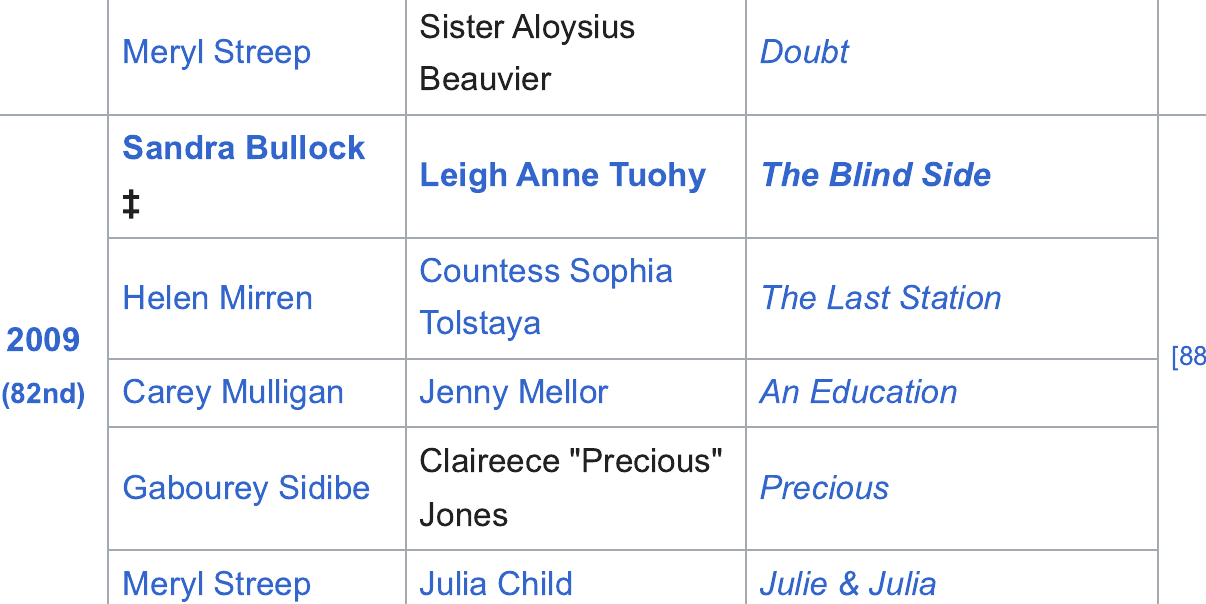 Meryl Streep
Sister Aloysius
Beauvier
Doubt
2009
(82nd)
Sandra Bullock
‡
Leigh Anne Tuohy
The Blind Side
Helen Mirren
Countess Sophia
Tolstaya
The Last Station
Carey Mulligan
Jenny Mellor
An Education
Gabourey Sidibe
Claireece "Precious"
Jones
Precious
Meryl Streep
Julia Child
Julie & Julia
[88